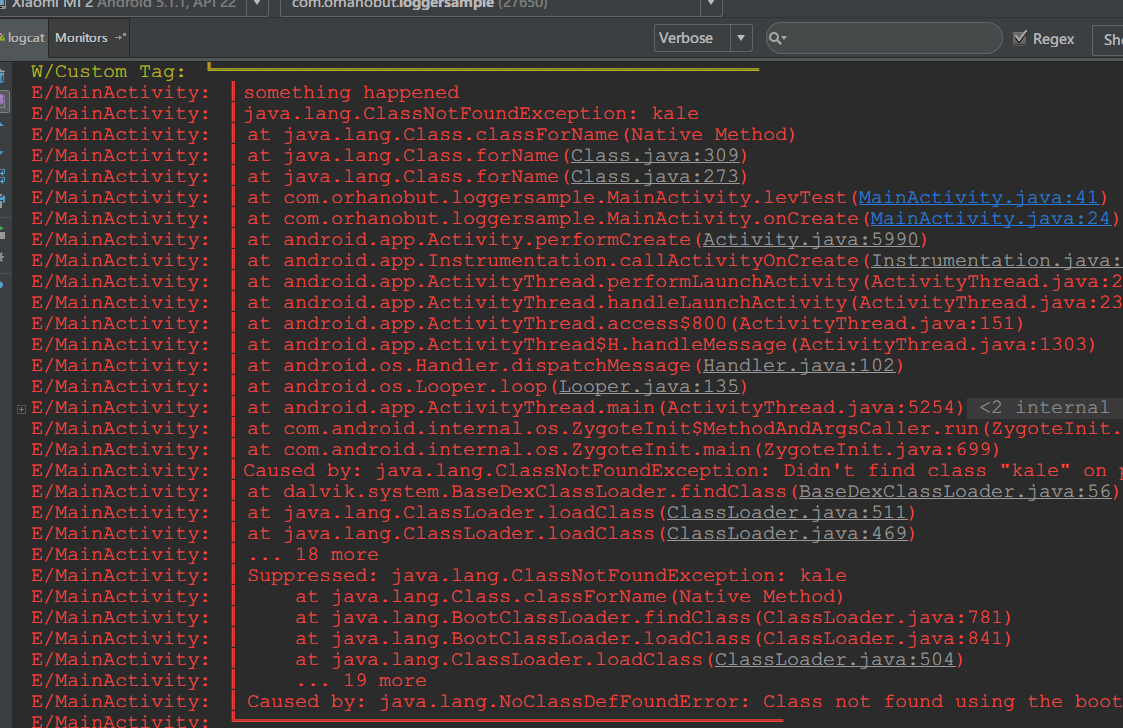 Xiaomi MI 2 Android 5.1.1, API 22 com.orhanobut.loggersample (27650)
logcat Monitors Verbose Regex
W/Custom Tag:
E/MainActivity: something happened
E/MainActivity: java.lang.ClassNotFoundException: kale
E/MainActivity: at java.lang.Class.classForName(Native Method)
E/MainActivity: at java.lang.Class.forName(Class.java:309)
E/MainActivity: at java.lang.Class.forName(Class.java:273)
E/MainActivity: at com.orhanobut.loggersample.MainActivity.levTest(MainActivity.java:41)
E/MainActivity: at com.orhanobut.loggersample.MainActivity.onCreate(MainActivity.java:24)
E/MainActivity: at android.app.Activity.performCreate(Activity.java:5990)
E/MainActivity: at android.app.Instrumentation.callActivityOnCreate(Instrumentation.java:
E/MainActivity: at android.app.ActivityThread.performLaunchActivity(ActivityThread.java:2
E/MainActivity: at android.app.ActivityThread.handleLaunchActivity(ActivityThread.java:23
E/MainActivity: at android.app.ActivityThread.access$800(ActivityThread.java:151)
E/MainActivity: at android.app.ActivityThread$H.handleMessage(ActivityThread.java:1303)
E/MainActivity: at android.os.Handler.dispatchMessage(Handler.java:102)
E/MainActivity: at android.os.Looper.loop(Looper.java:135)
E/MainActivity: at android.app.ActivityThread.main(ActivityThread.java:5254) <2 internal
E/MainActivity: at com.android.internal.os.ZygoteInit$MethodAndArgsCaller.run(ZygoteInit.
E/MainActivity: at com.android.internal.os.ZygoteInit.main(ZygoteInit.java:699)
E/MainActivity: Caused by: java.lang.ClassNotFoundException: Didn't find class "kale" on
E/MainActivity: at dalvik.system.BaseDexClassLoader.findClass(BaseDexClassLoader.java:56)
E/MainActivity: at java.lang.ClassLoader.loadClass(ClassLoader.java:511)
E/MainActivity: at java.lang.ClassLoader.loadClass(ClassLoader.java:469)
E/MainActivity: ... 18 more
E/MainActivity: Suppressed: java.lang.ClassNotFoundException: kale
E/MainActivity: at java.lang.Class.classForName(Native Method)
E/MainActivity: at java.lang.BootClassLoader.findClass(ClassLoader.java:781)
E/MainActivity: at java.lang.BootClassLoader.loadClass(ClassLoader.java:841)
E/MainActivity: at java.lang.ClassLoader.loadClass(ClassLoader.java:504)
E/MainActivity: ... 19 more
E/MainActivity: Caused by: java.lang.NoClassDefFoundError: Class not found using the boot
E/MainActivity: